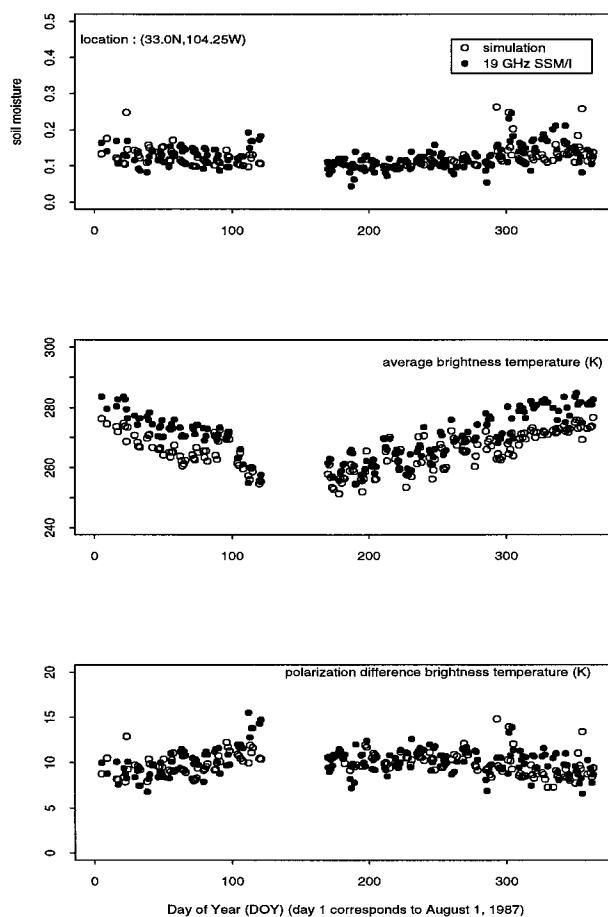 location : (33.0N,104.25W)
simulation
19 GHz SSM/I
soil moisture
0.5
0.4
0.3
0.2
0.1
0.0
0 100 200 300
average brightness temperature (K)
300
280
260
240
0 100 200 300
polarization difference brightness temperature (K)
20
15
10
5
0
0 100 200 300
Day of Year (DOY) (day 1 corresponds to August 1, 1987)